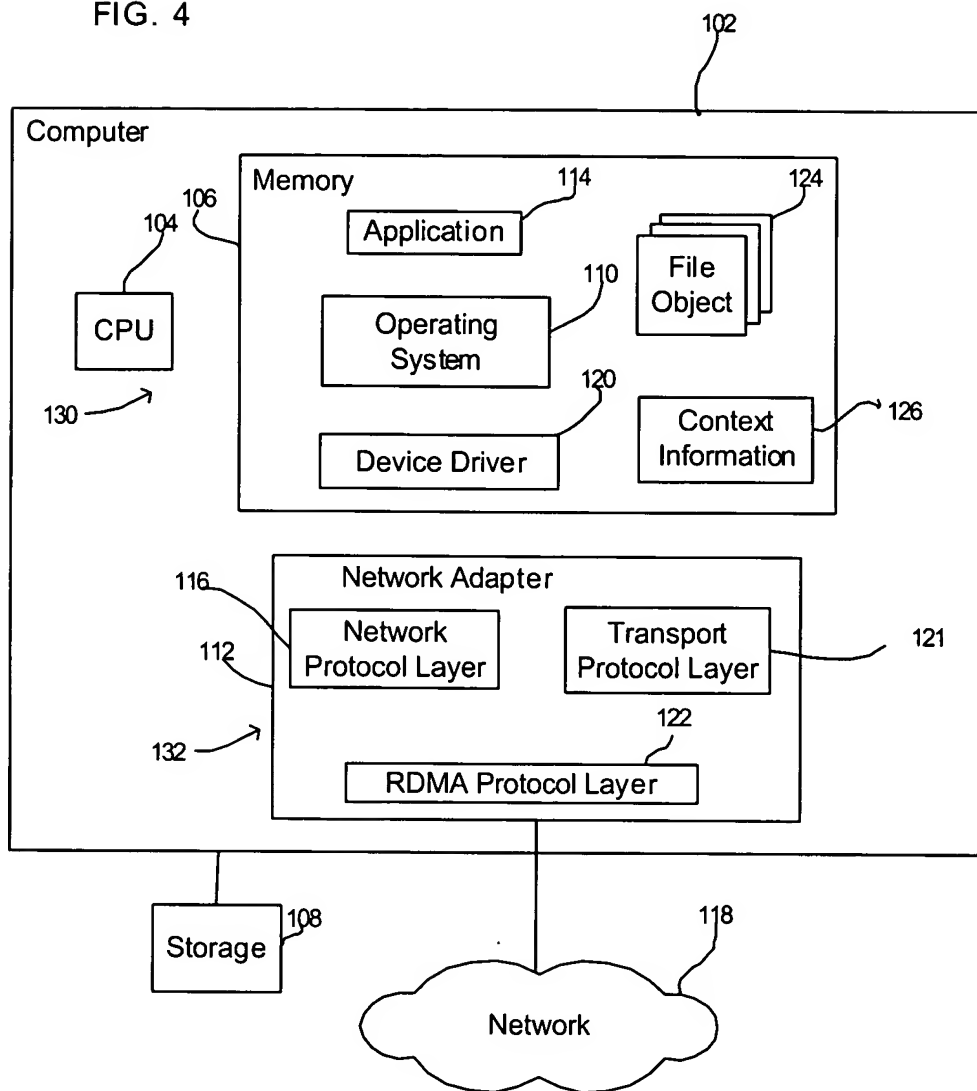 FIG. 4
102
Computer
Memory
114
124
106
104
Application
File
Object
110
CPU
Operating
System
120
130
126
Context
Information
Device Driver
Network Adapter
116
Network
Protocol Layer
Transport
Protocol Layer
121
112
122
132
RDMA Protocol Layer
108
Storage
118
Network